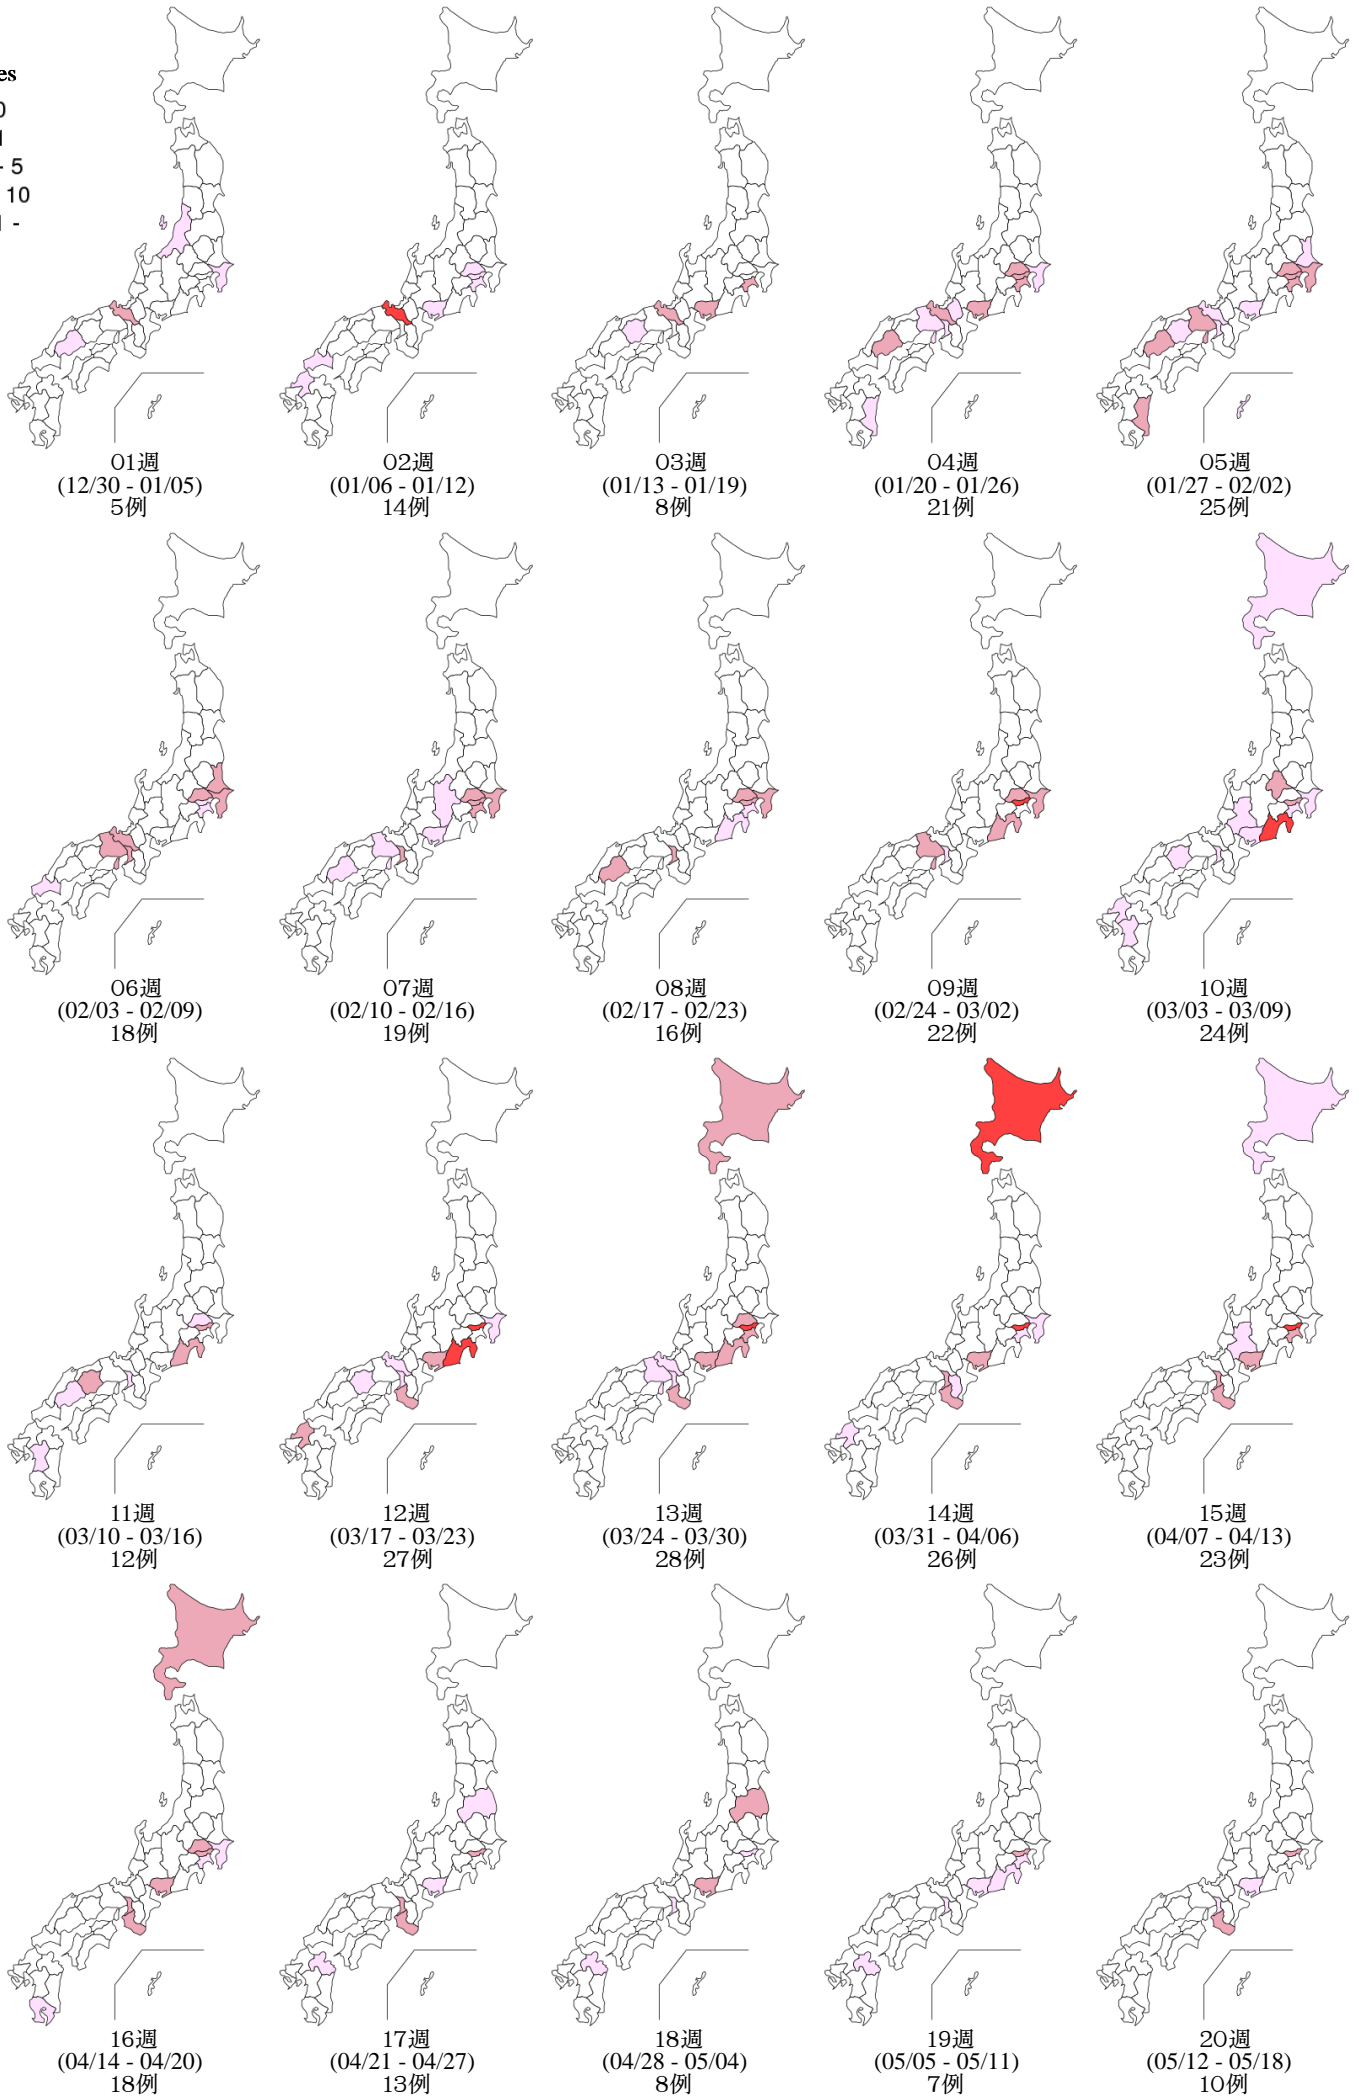 es
0
- 5
10
-
01週
(12/30 - 01/05)
5例
02週
(01/06 - 01/12)
14例
03週
(01/13 - 01/19)
8例
04週
(01/20 - 01/26)
21例
05週
(01/27 - 02/02)
25例
06週
(02/03 - 02/09)
18例
07週
(02/10 - 02/16)
19例
08週
(02/17 - 02/23)
16例
09週
(02/24 - 03/02)
22例
10週
(03/03 - 03/09)
24例
11週
(03/10 - 03/16)
12例
12週
(03/17 - 03/23)
27例
13週
(03/24 - 03/30)
28例
14週
(03/31 - 04/06)
26例
15週
(04/07 - 04/13)
23例
16週
(04/14 - 04/20)
18例
17週
(04/21 - 04/27)
13例
18週
(04/28 - 05/04)
8例
19週
(05/05 - 05/11)
7例
20週
(05/12 - 05/18)
10例